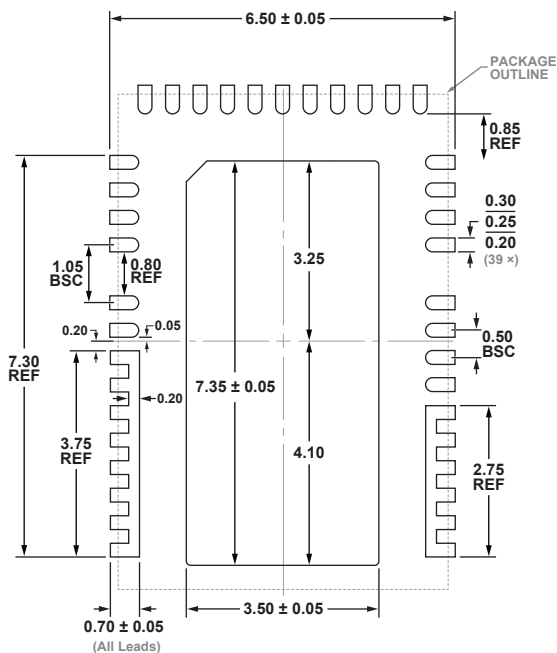 6.50 ± 0.05
PACKAGE
OUTLINE
0.85
REF
0.30
0.25
0.20
(39 ×)
3.25
1.05
BSC
0.80
REF
0.20
0.05
0.50
BSC
7.30
REF
7.35 ± 0.05
0.20
3.75
REF
4.10
2.75
REF
3.50 ± 0.05
0.70 ± 0.05
(All Leads)